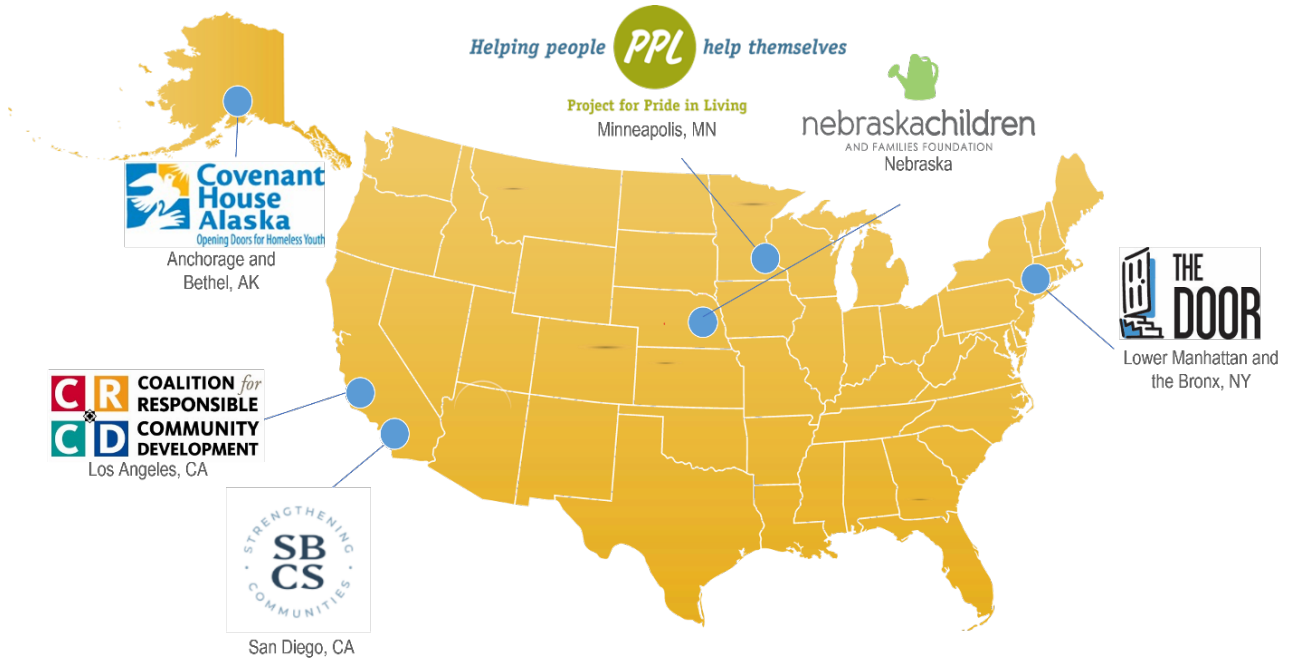 Helping people PPL help themselves
Project for Pride in Living
Minneapolis, MN
nebraskachildren
AND FAMILIES FOUNDATION
Nebraska
Covenant
House
Alaska
Opening Doors for Homeless Youth
Anchorage and
Bethel, AK
THE
DOOR
Lower Manhattan and
the Bronx, NY
CR
CD
COALITION for
RESPONSIBLE
COMMUNITY
DEVELOPMENT
Los Angeles, CA
STRENGTHENING
SB
CS
COMMUNITIES
San Diego, CA